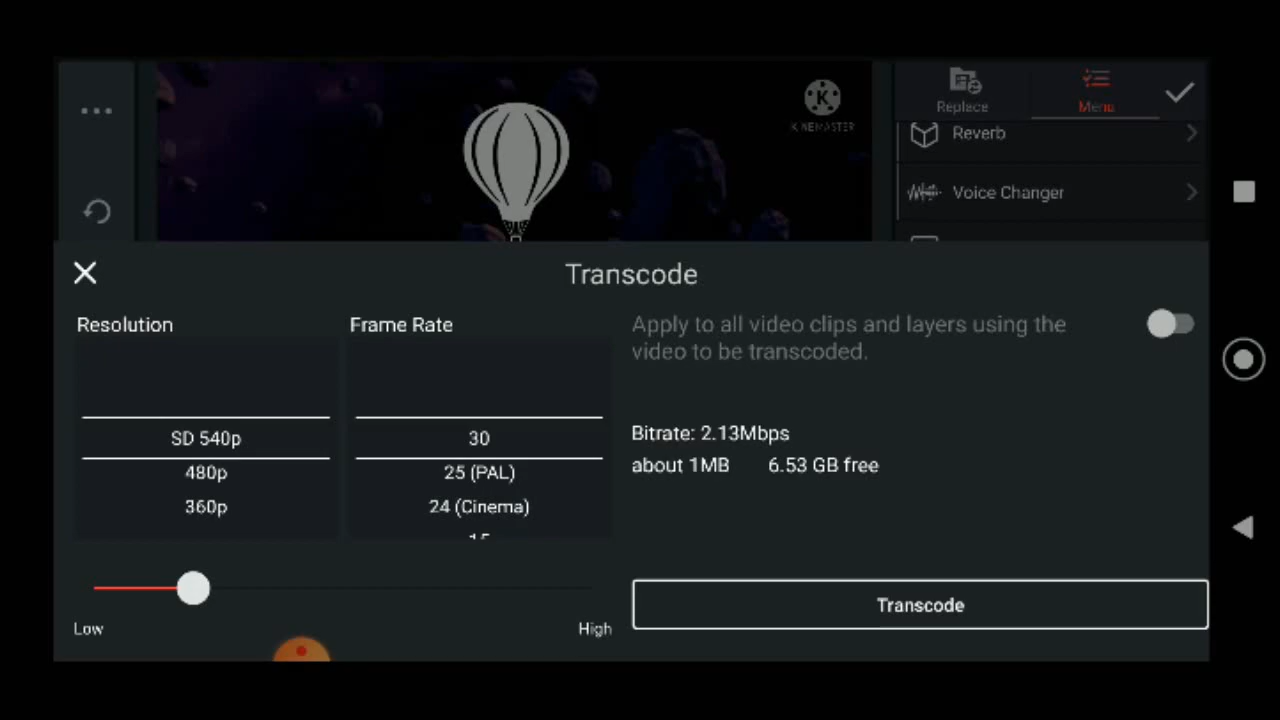 K
KINEMASTER
Replace
Menu
Reverb
Voice Changer
Transcode
Resolution
Frame Rate
Apply to all video clips and layers using the
video to be transcoded.
SD 540p
480p
360p
30
25 (PAL)
24 (Cinema)
Bitrate: 2.13Mbps
about 1MB 6.53 GB free
Low
High
Transcode